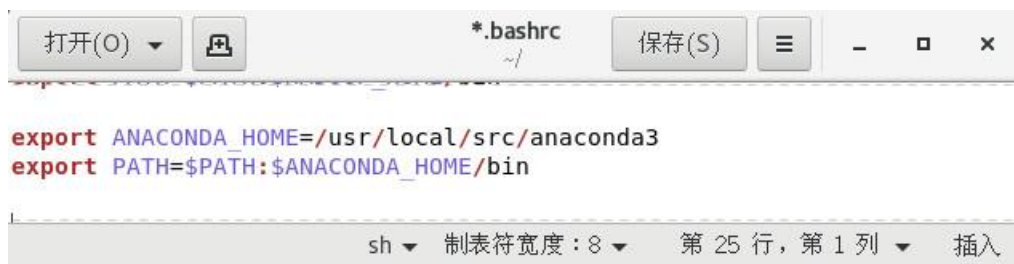 打开(O)
*.bashrc
~/
保存(S)
export ANACONDA_HOME=/usr/local/src/anaconda3
export PATH=$PATH:$ANACONDA_HOME/bin
sh 制表符宽度:8 第 25 行,第 1 列 插入